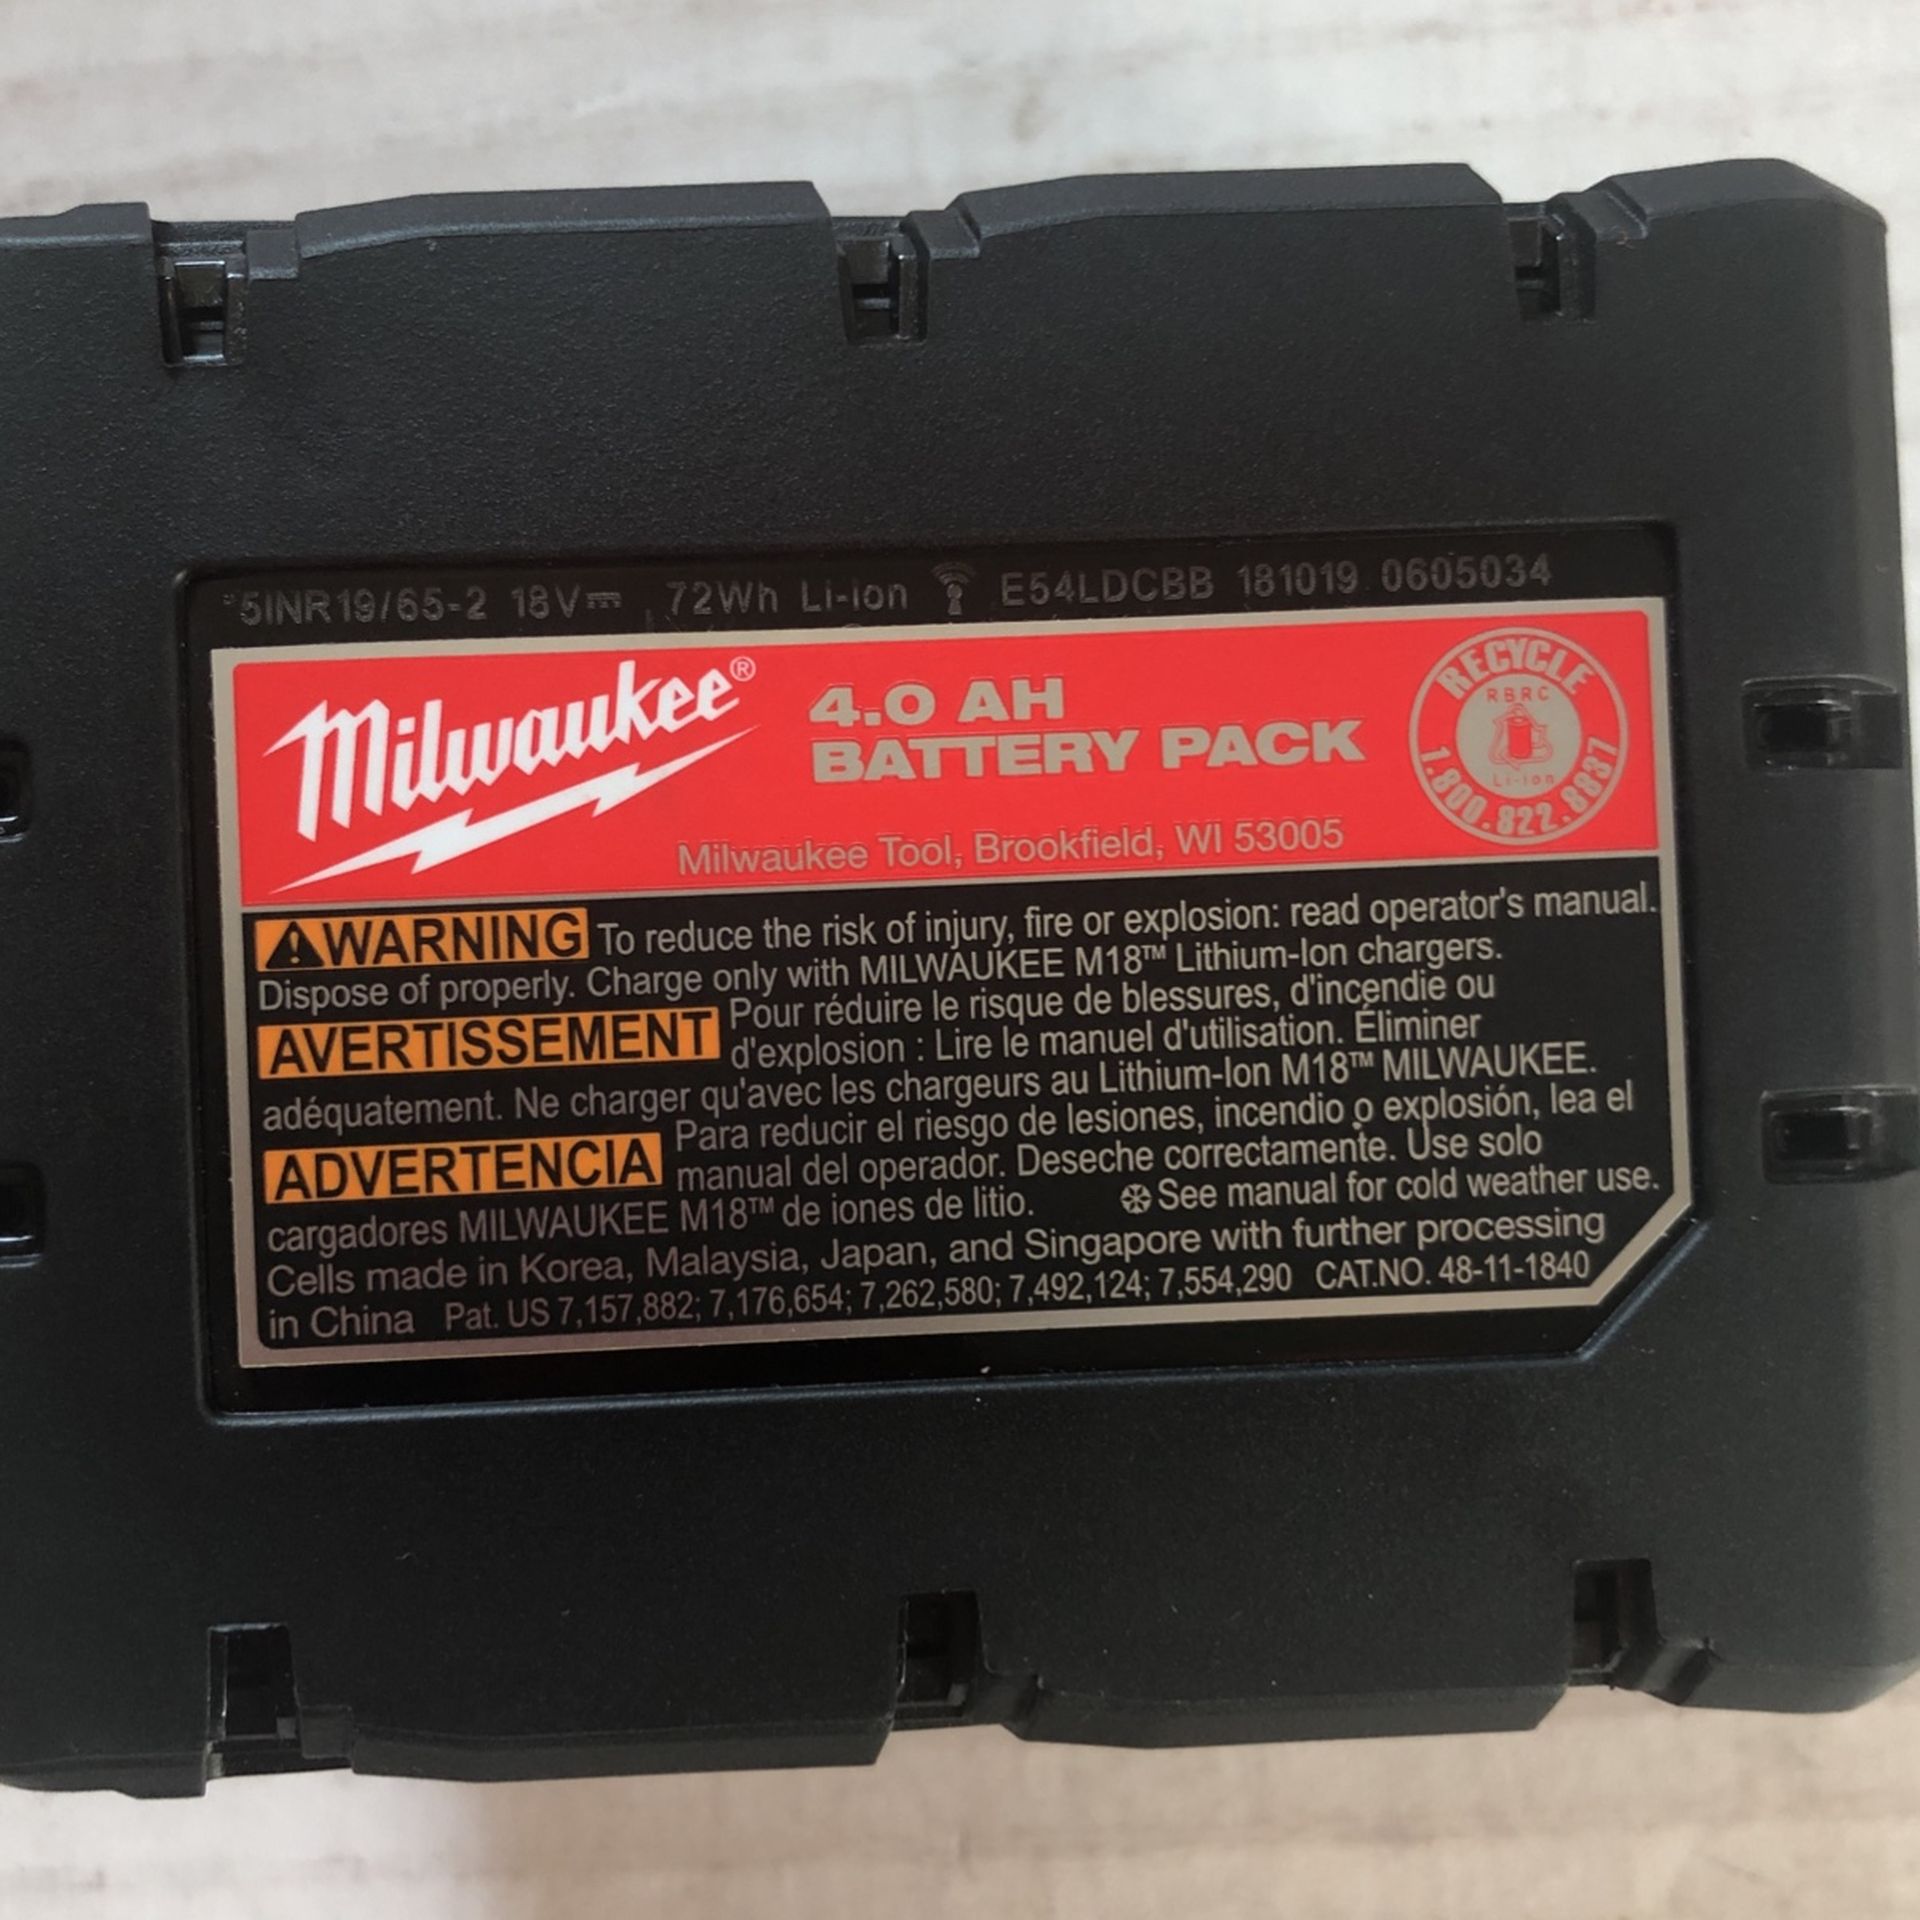 5INR19/65-2 18V 72Wh Li-Ion E54LDCBB 181019 0605034
Milwaukee®
4.0 AH
BATTERY PACK
Milwaukee Tool, Brookfield, WI 53005
RECYCLE
RBRC
Li-Ion
1.800.822.8837
WARNING To reduce the risk of injury, fire or explosion: read operator's manual.
Dispose of properly. Charge only with MILWAUKEE M18™ Lithium-Ion chargers.
AVERTISSEMENT Pour réduire le risque de blessures, d'incendie ou
d'explosion : Lire le manuel d'utilisation. Éliminer
adéquatement. Ne charger qu'avec les chargeurs au Lithium-Ion M18™ MILWAUKEE.
ADVERTENCIA Para reducir el riesgo de lesiones, incendio o explosión, lea el
manual del operador. Deseche correctamente. Use solo
cargadores MILWAUKEE M18™ de iones de litio. See manual for cold weather use.
Cells made in Korea, Malaysia, Japan, and Singapore with further processing
in China Pat. US 7,157,882; 7,176,654; 7,262,580; 7,492,124; 7,554,290 CAT.NO. 48-11-1840